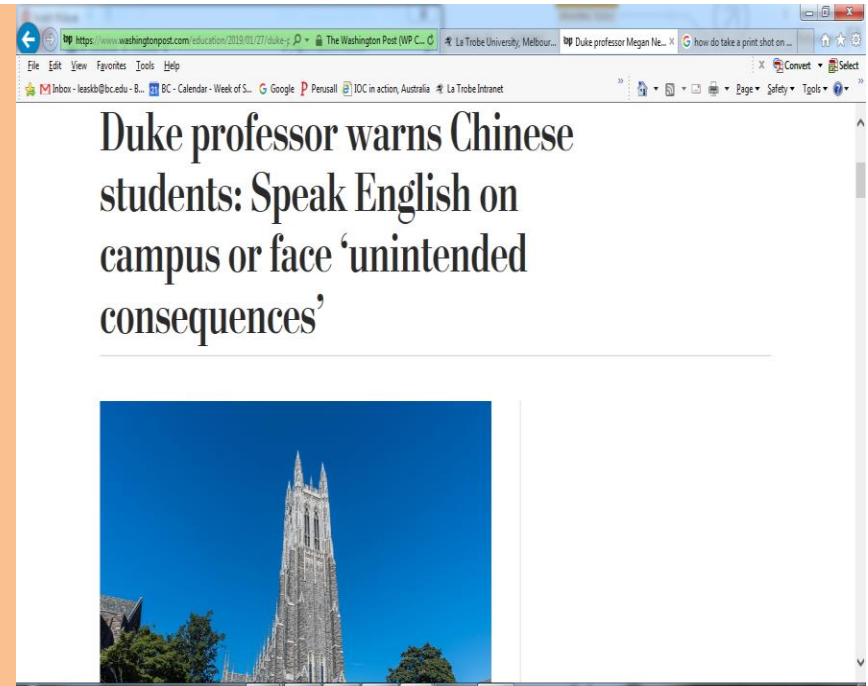 https://www.washingtonpost.com/education/2019/01/27/duke-p The Washington Post (WP C... La Trobe University, Melbour... Duke professor Megan Ne... X how do take a print shot on ...
File Edit View Favorites Tools Help X Convert Select
Inbox - leaskb@bc.edu - B... BC - Calendar - Week of S... Google Perusall IOC in action, Australia La Trobe Intranet Page Safety Tools
Duke professor warns Chinese
students: Speak English on
campus or face ‘unintended
consequences’